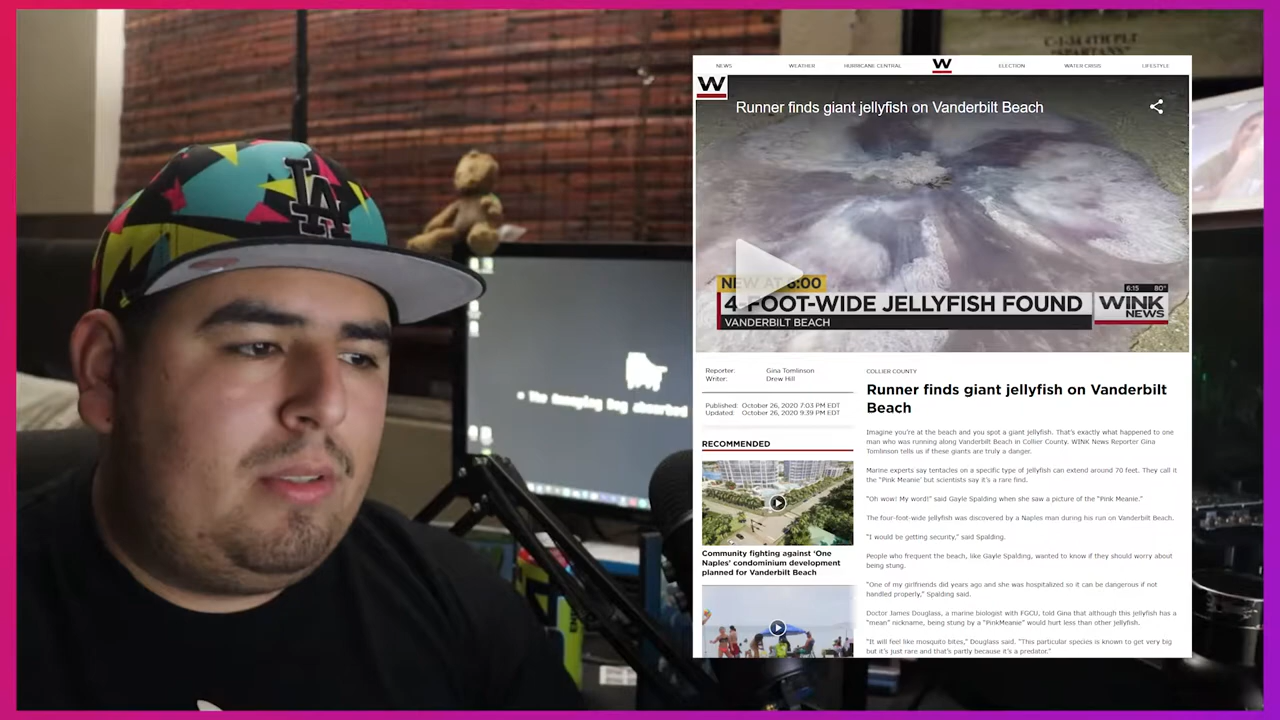 C-1-34 4TH PLT
"SPARTANS"
LA
* The Annoying Dog absorbed
NEWS WEATHER HURRICANE CENTRAL W ELECTION WATER CRISIS LIFESTYLE
W
Runner finds giant jellyfish on Vanderbilt Beach
NEW AT 6:00
6:15 80°
4-FOOT-WIDE JELLYFISH FOUND
VANDERBILT BEACH
WINK
NEWS
Reporter: Gina Tomlinson
Writer: Drew Hill
Published: October 26, 2020 7:03 PM EDT
Updated: October 26, 2020 9:39 PM EDT
RECOMMENDED
Community fighting against ‘One
Naples’ condominium development
planned for Vanderbilt Beach
COLLIER COUNTY
Runner finds giant jellyfish on Vanderbilt
Beach
Imagine you’re at the beach and you spot a giant jellyfish. That’s exactly what happened to one
man who was running along Vanderbilt Beach in Collier County. WINK News Reporter Gina
Tomlinson tells us if these giants are truly a danger.
Marine experts say tentacles on a specific type of jellyfish can extend around 70 feet. They call it
the “Pink Meanie’ but scientists say it’s a rare find.
“Oh wow! My word!” said Gayle Spalding when she saw a picture of the “Pink Meanie.”
The four-foot-wide jellyfish was discovered by a Naples man during his run on Vanderbilt Beach.
“I would be getting security,” said Spalding.
People who frequent the beach, like Gayle Spalding, wanted to know if they should worry about
being stung.
“One of my girlfriends did years ago and she was hospitalized so it can be dangerous if not
handled properly,” Spalding said.
Doctor James Douglass, a marine biologist with FGCU, told Gina that although this jellyfish has a
“mean” nickname, being stung by a “PinkMeanie” would hurt less than other jellyfish.
“It will feel like mosquito bites,” Douglass said. “This particular species is known to get very big
but it’s just rare and that’s partly because it’s a predator.”